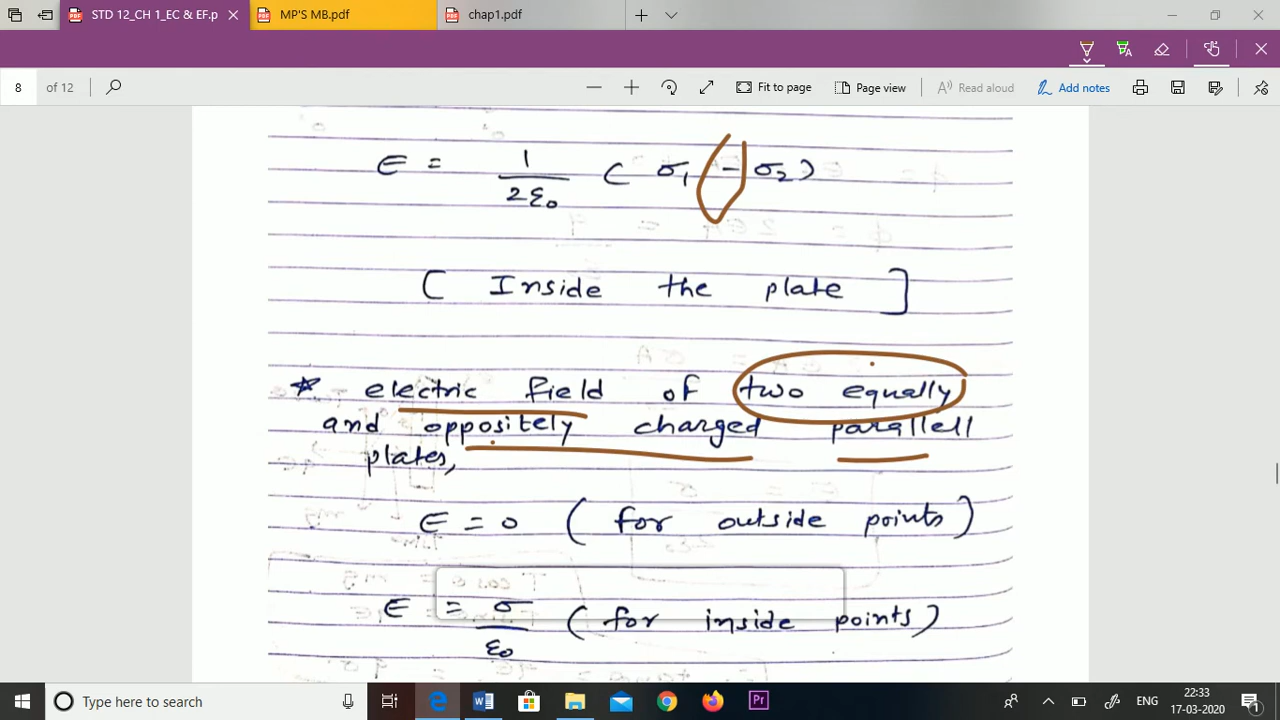 STD 12_CH 1_EC & EF.p
MP'S MB.pdf
chap1.pdf
8 of 12
Fit to page
Page view
Read aloud
Add notes
E = 1/2ε₀ ( σ₁ - σ₂ )
[ Inside the plate ]
* electric field of two equally
and oppositely charged parallell
plates,
E = 0 ( for outside points )
E = σ/ε₀ ( for inside points )
Type here to search
ENG
22:33
17-03-2020